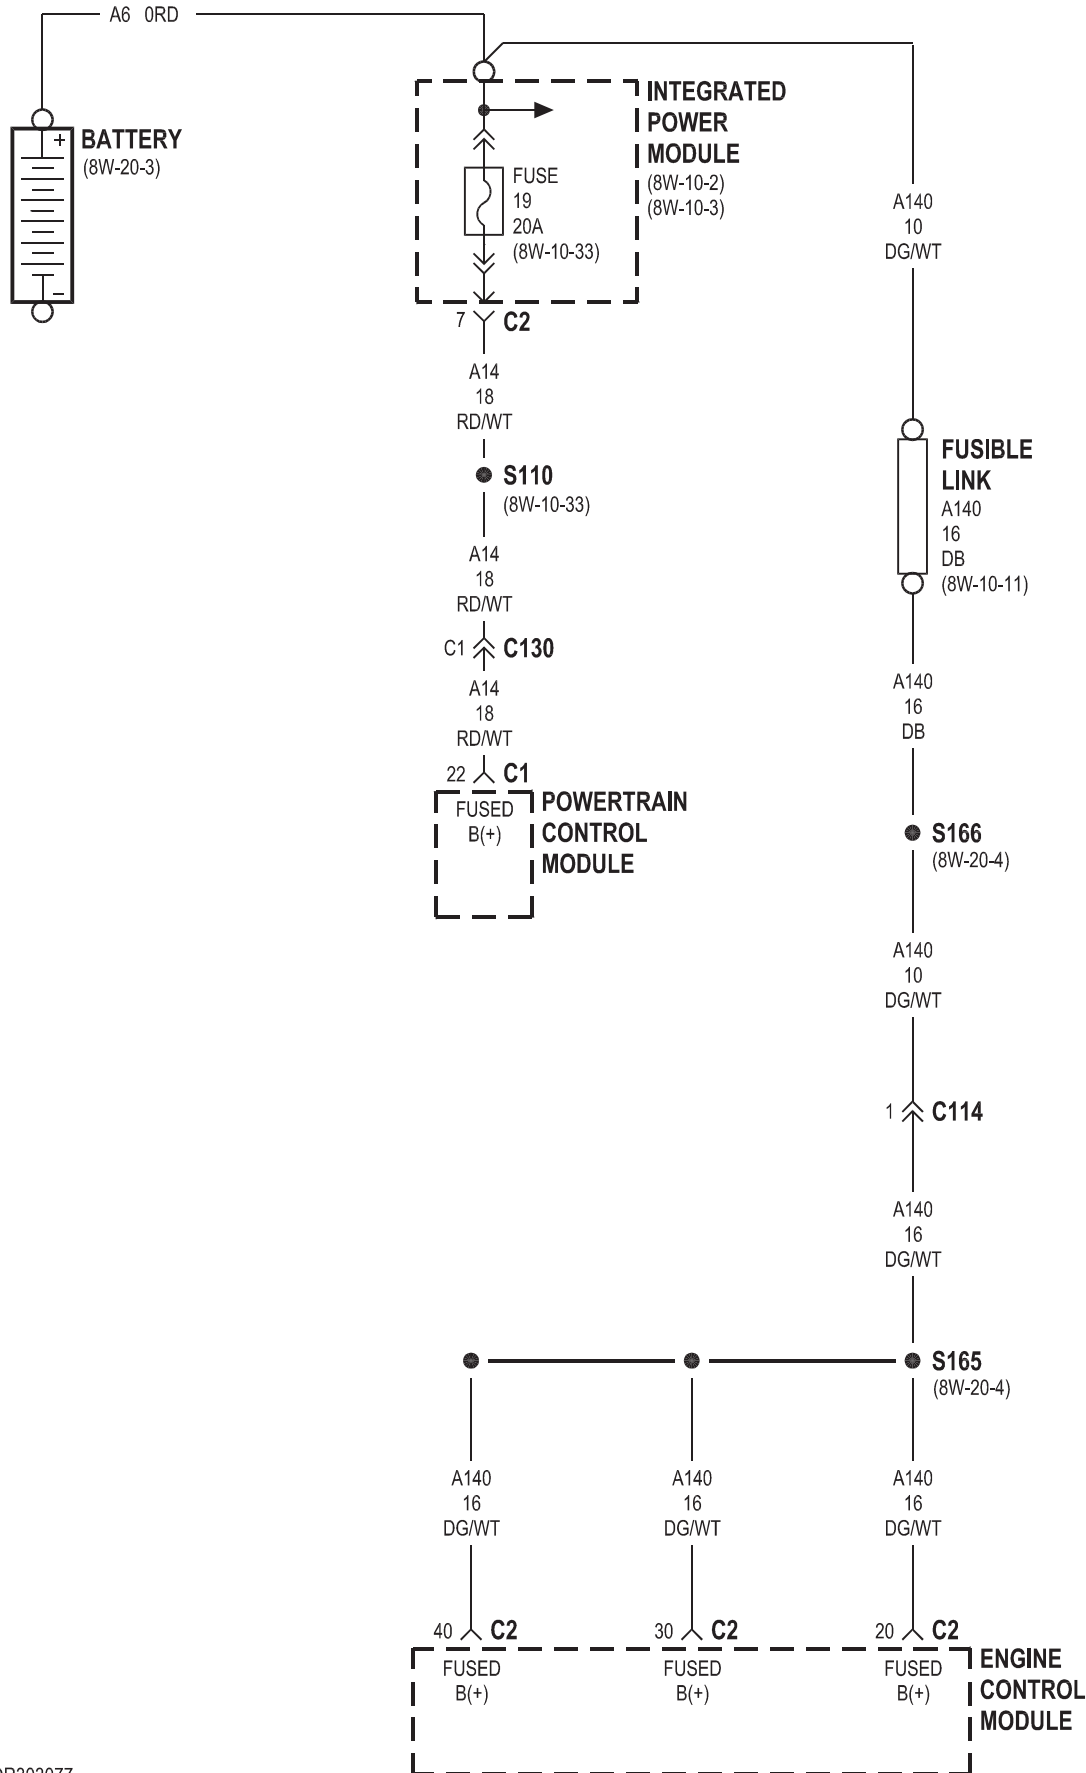 A6 0RD
BATTERY
(8W-20-3)
+
−
INTEGRATED
POWER
MODULE
(8W-10-2)
(8W-10-3)
FUSE
19
20A
(8W-10-33)
7 C2
A14
18
RD/WT
S110
(8W-10-33)
A14
18
RD/WT
C1 C130
A14
18
RD/WT
22 C1
FUSED
B(+)
POWERTRAIN
CONTROL
MODULE
A140
10
DG/WT
FUSIBLE
LINK
A140
16
DB
(8W-10-11)
A140
16
DB
S166
(8W-20-4)
A140
10
DG/WT
1 C114
A140
16
DG/WT
S165
(8W-20-4)
A140
16
DG/WT
A140
16
DG/WT
A140
16
DG/WT
40 C2
30 C2
20 C2
FUSED
B(+)
FUSED
B(+)
FUSED
B(+)
ENGINE
CONTROL
MODULE